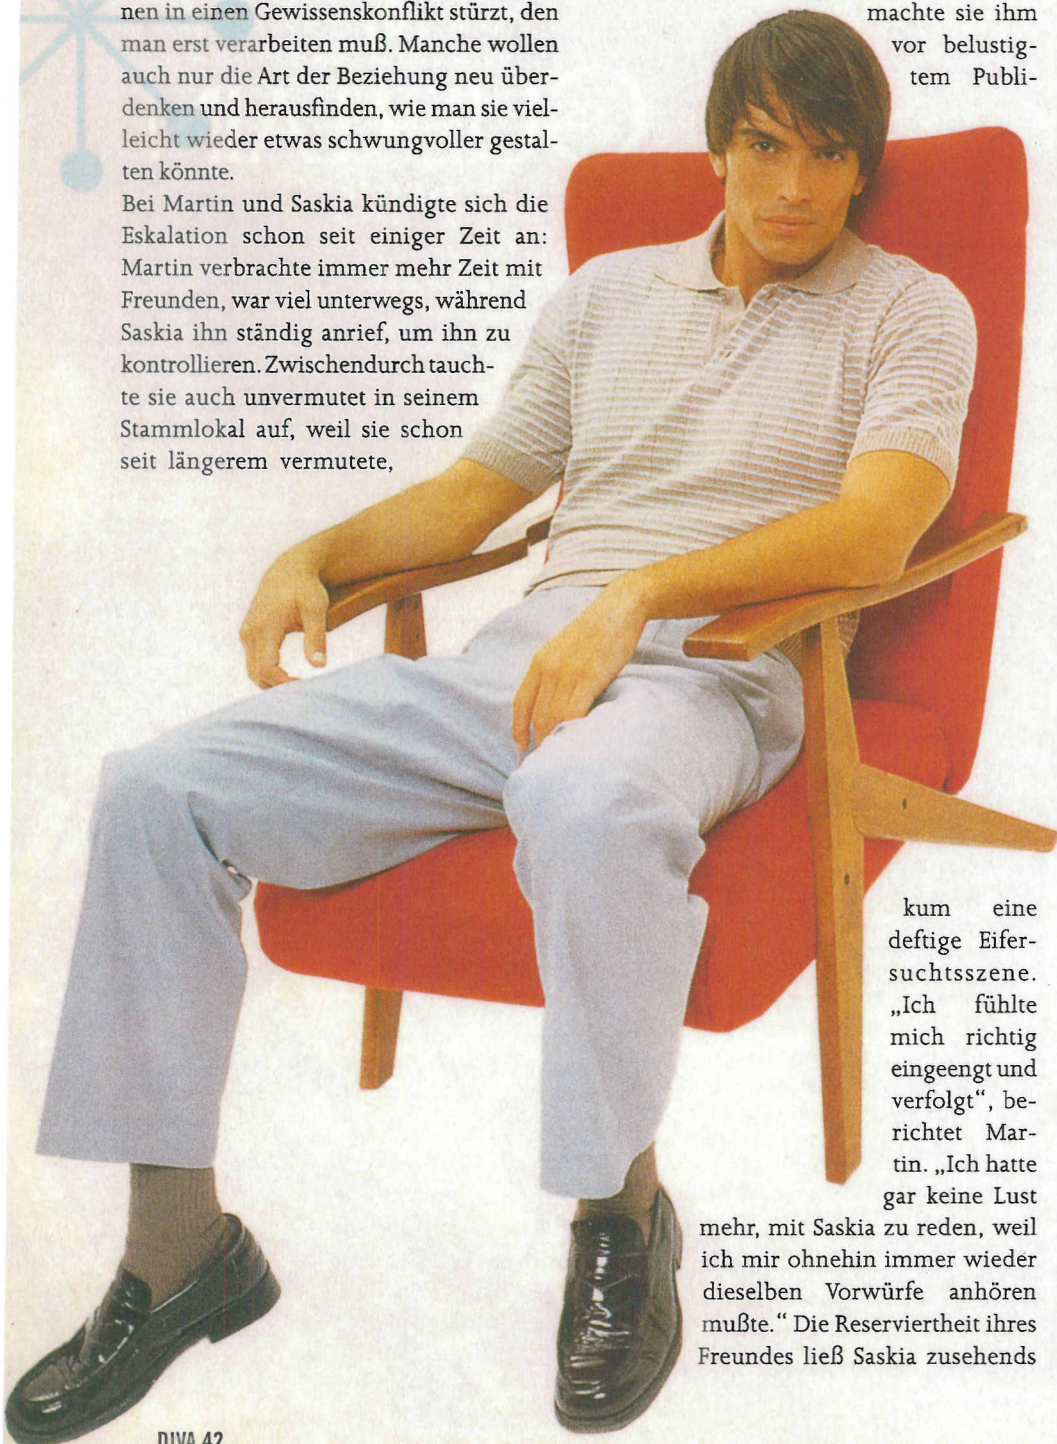 nen in einen Gewissenskonflikt stürzt, den
man erst verarbeiten muß. Manche wollen
auch nur die Art der Beziehung neu über-
denken und herausfinden, wie man sie viel-
leicht wieder etwas schwungvoller gestal-
ten könnte.
Bei Martin und Saskia kündigte sich die
Eskalation schon seit einiger Zeit an:
Martin verbrachte immer mehr Zeit mit
Freunden, war viel unterwegs, während
Saskia ihn ständig anrief, um ihn zu
kontrollieren. Zwischendurch tauch-
te sie auch unvermutet in seinem
Stammlokal auf, weil sie schon
seit längerem vermutete,
machte sie ihm
vor belustig-
tem Publi-
kum eine
deftige Eifer-
suchtsszene.
„Ich fühlte
mich richtig
eingeengt und
verfolgt“, be-
richtet Mar-
tin. „Ich hatte
gar keine Lust
mehr, mit Saskia zu reden, weil
ich mir ohnehin immer wieder
dieselben Vorwürfe anhören
mußte.“ Die Reserviertheit ihres
Freundes ließ Saskia zusehends
DIVA 42